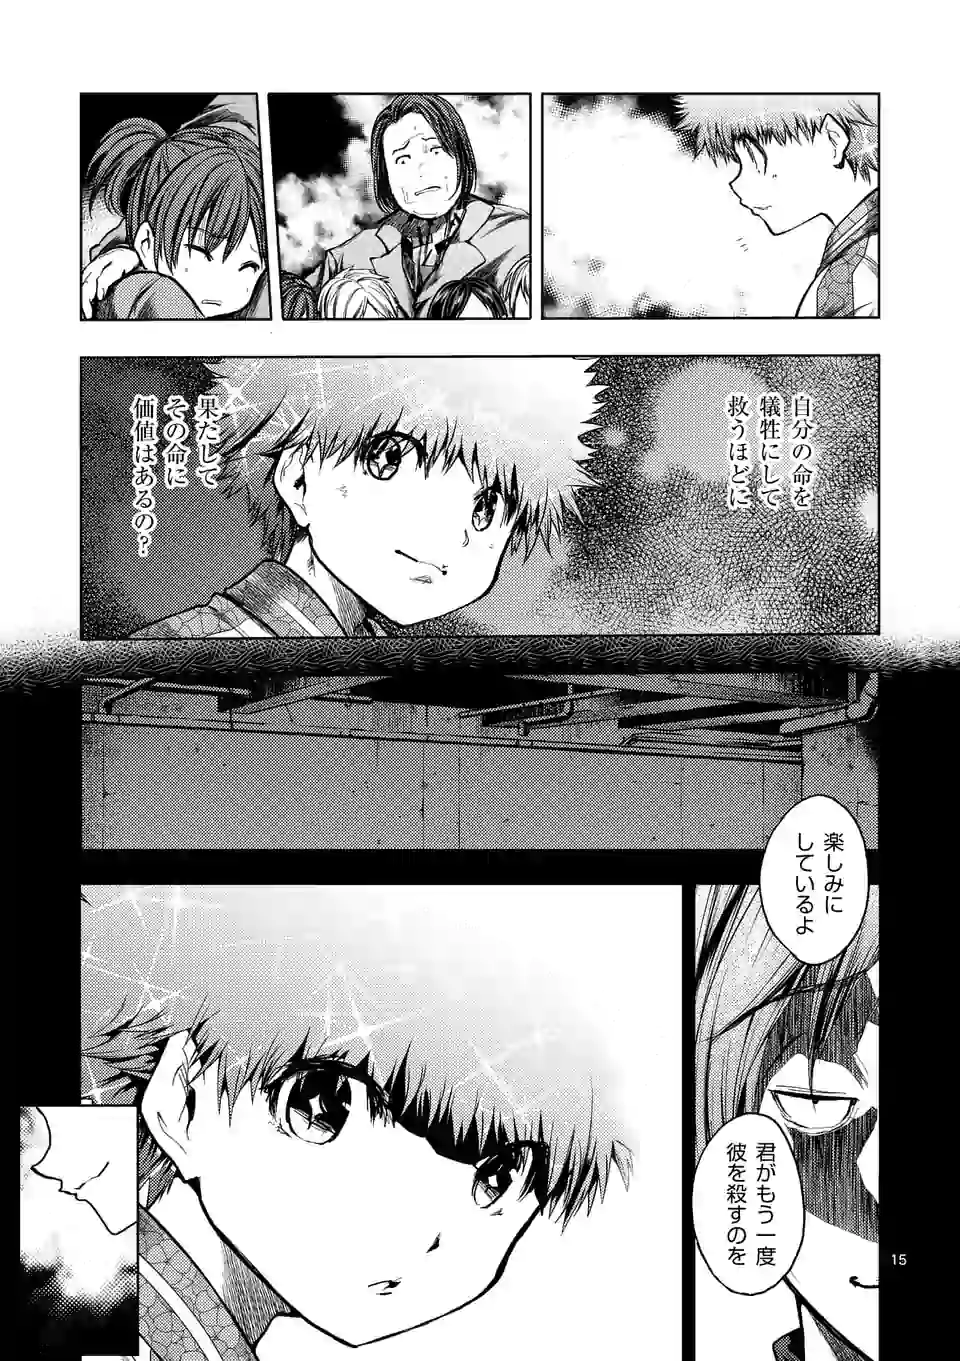 自分の命を
犠牲にして
救うほどに
果たして
その命に
価値はあるの？
楽しみに
しているよ
君がもう一度
彼を殺すのを
15